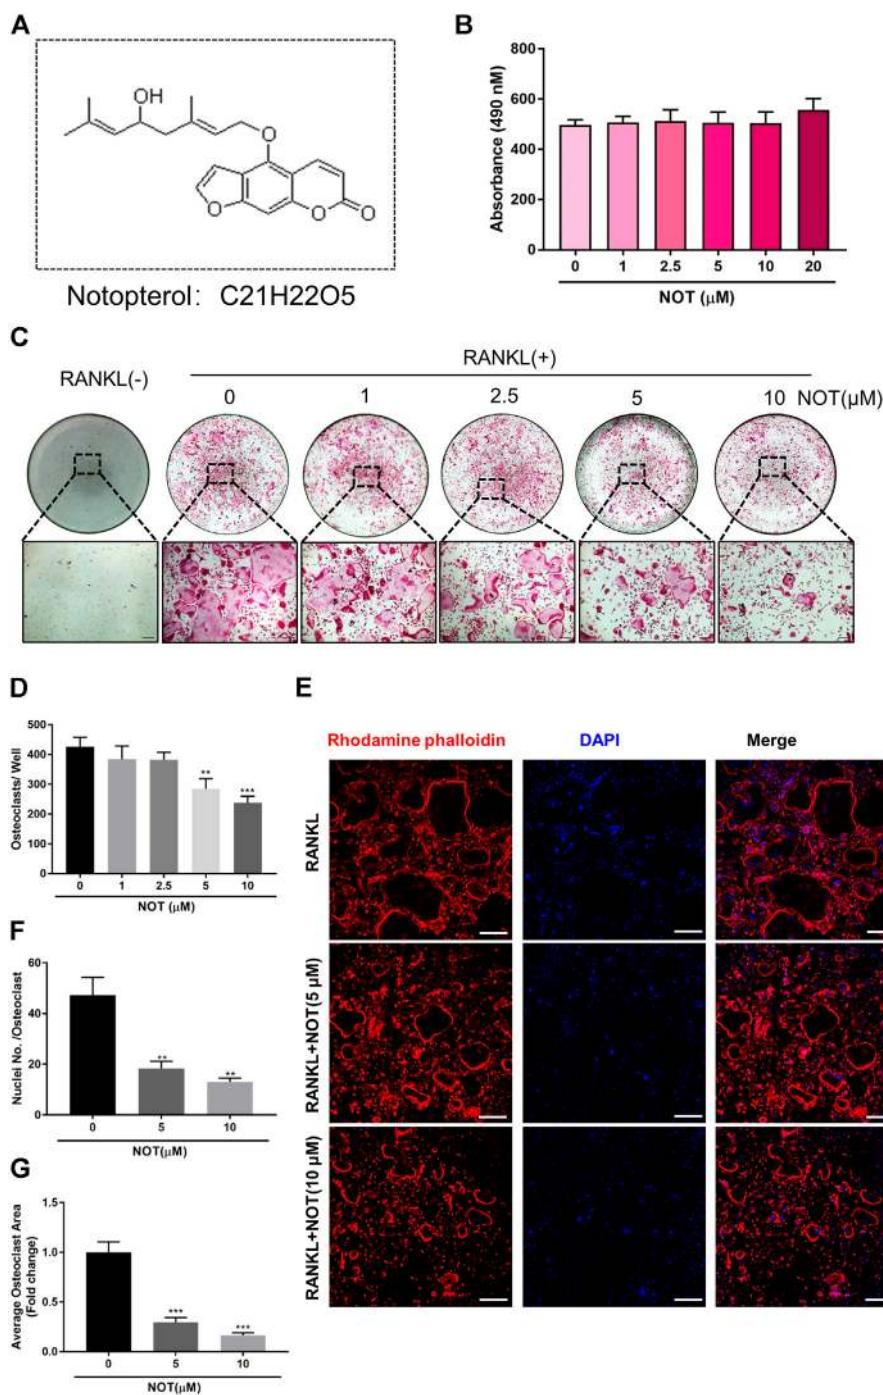 A
OH
O
O
O
O
Notopterol: C21H22O5
B
Absorbance (490 nM)
800
600
400
200
0
0 1 2.5 5 10 20
NOT (μM)
C
RANKL(-)
RANKL(+)
0 1 2.5 5 10 NOT(μM)
D
Osteoclasts/ Well
500
400
300
200
100
0
** ***
0 1 2.5 5 10
NOT (μM)
E
Rhodamine phalloidin DAPI Merge
RANKL
RANKL+NOT(5 μM)
RANKL+NOT(10 μM)
F
Nuclei No. /Osteoclast
60
40
20
0
** **
0 5 10
NOT(μM)
G
Average Osteoclast Area
(Fold change)
1.5
1.0
0.5
0.0
*** ***
0 5 10
NOT(μM)